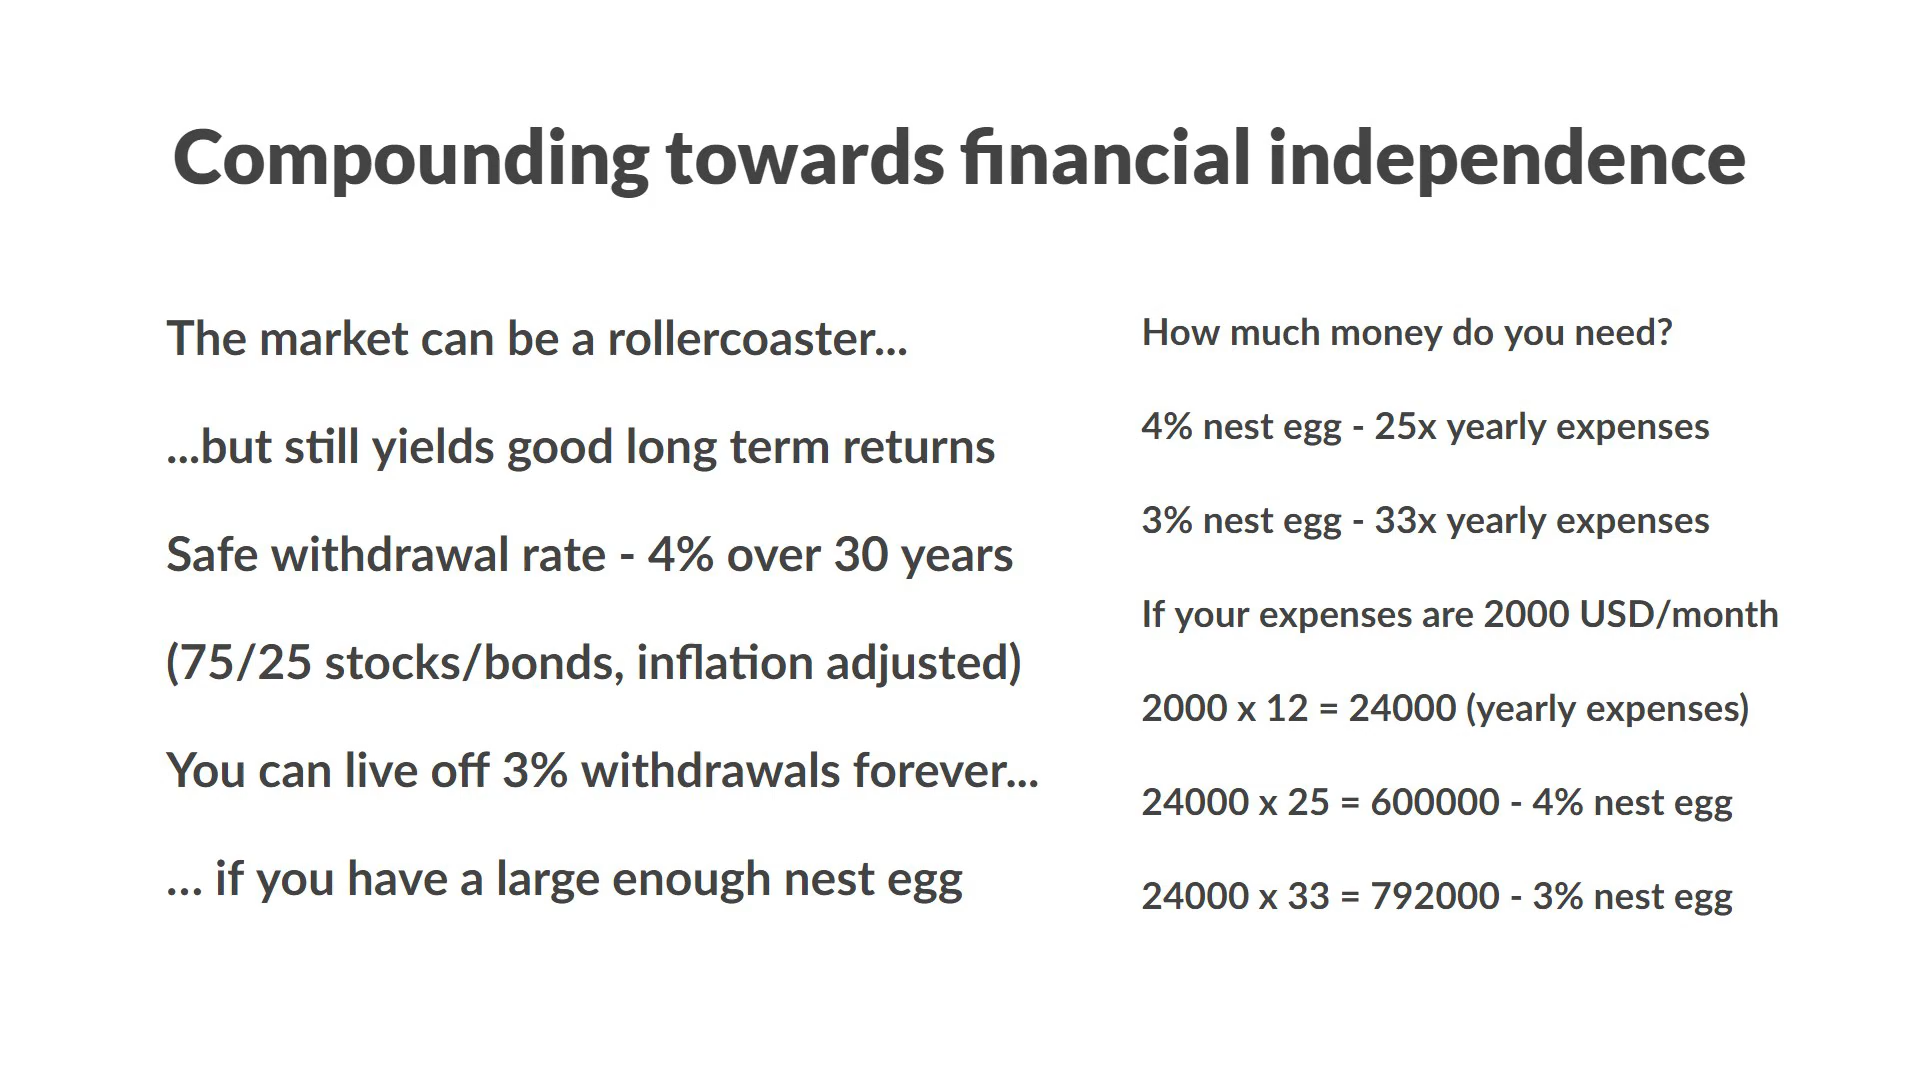 Compounding towards financial independence
The market can be a rollercoaster...
...but still yields good long term returns
Safe withdrawal rate - 4% over 30 years
(75/25 stocks/bonds, inflation adjusted)
You can live off 3% withdrawals forever...
... if you have a large enough nest egg
How much money do you need?
4% nest egg - 25x yearly expenses
3% nest egg - 33x yearly expenses
If your expenses are 2000 USD/month
2000 x 12 = 24000 (yearly expenses)
24000 x 25 = 600000 - 4% nest egg
24000 x 33 = 792000 - 3% nest egg